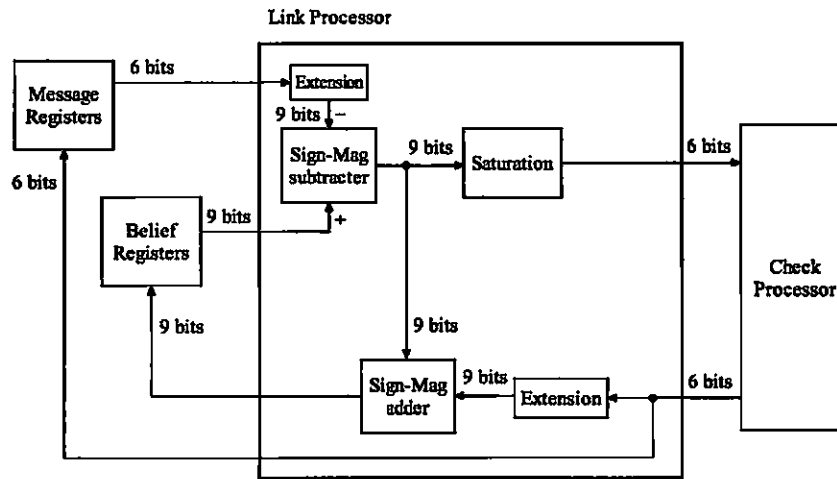 Link Processor
6 bits
Message
Registers
Extension
9 bits
−
Sign-Mag
subtracter
9 bits
Saturation
6 bits
6 bits
Belief
Registers
9 bits
+
Check
Processor
9 bits
9 bits
Sign-Mag
adder
9 bits
Extension
6 bits